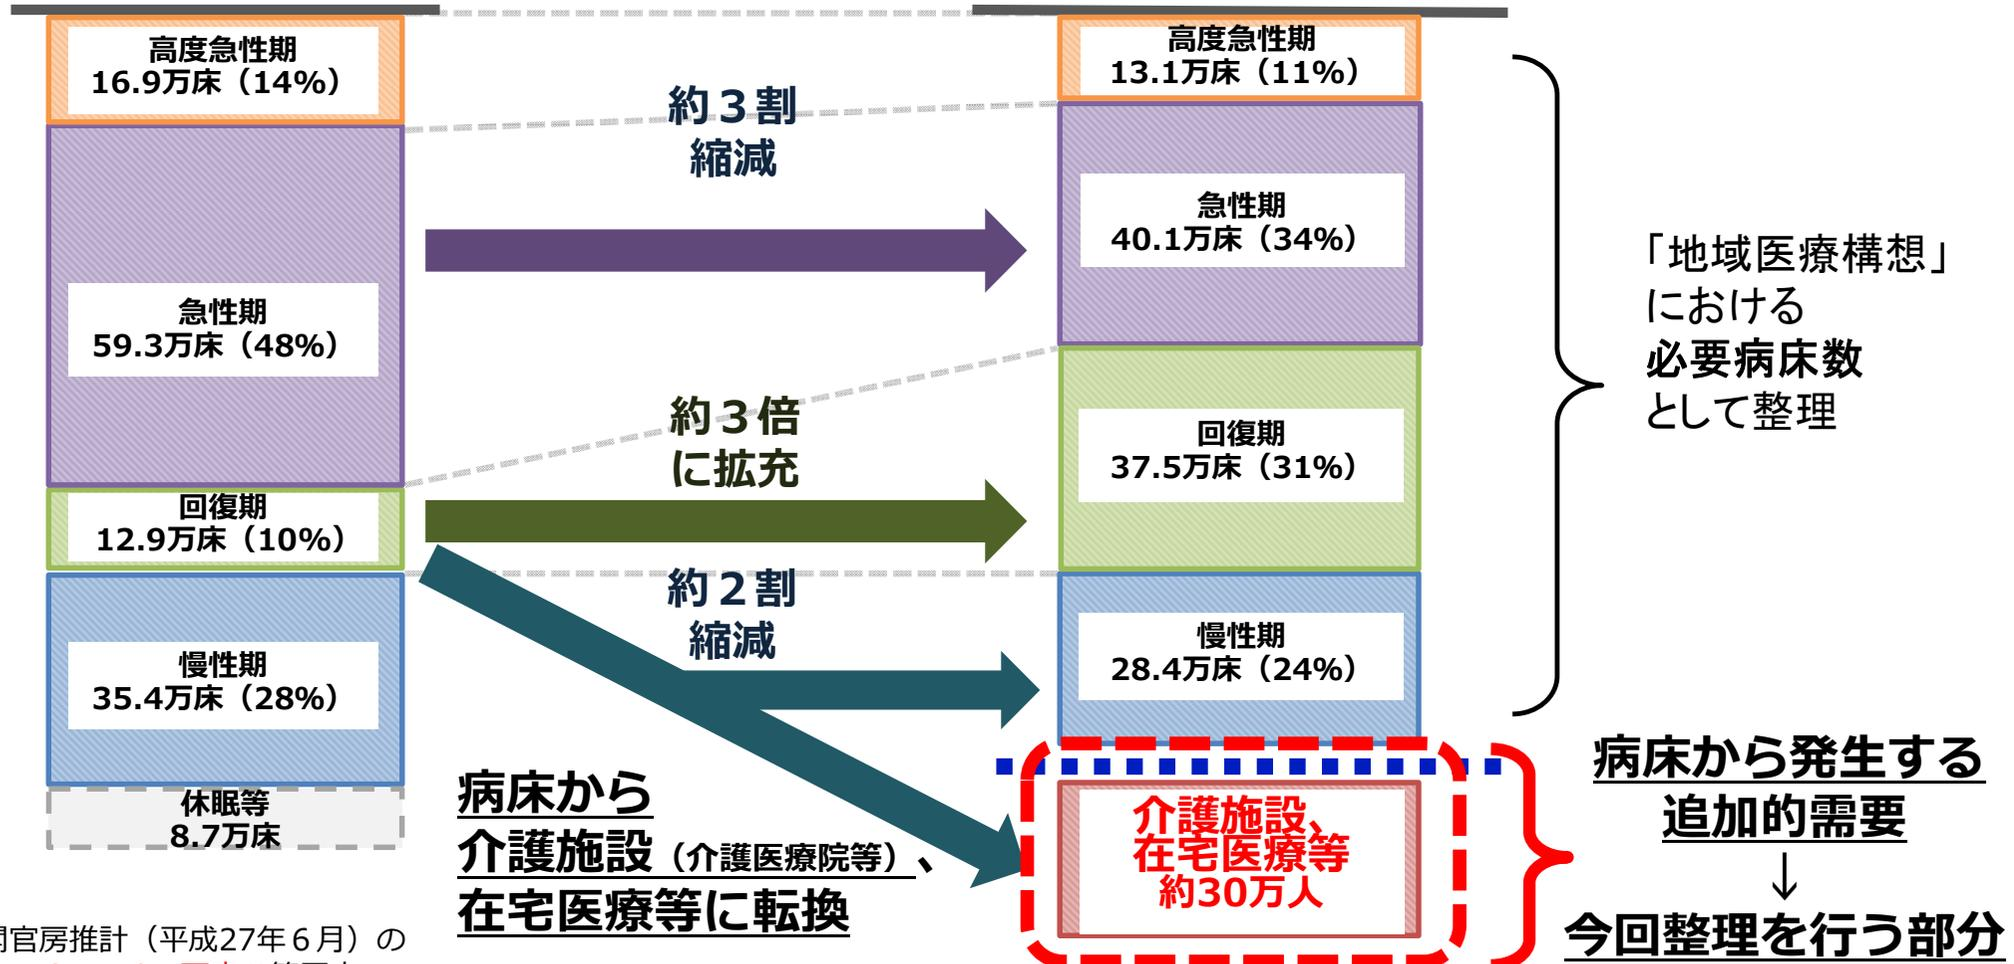 高度急性期
16.9万床（14%）
急性期
59.3万床（48%）
回復期
12.9万床（10%）
慢性期
35.4万床（28%）
休眠等
8.7万床
約３割
縮減
約３倍
に拡充
約２割
縮減
病床から
介護施設（介護医療院等）、
在宅医療等に転換
高度急性期
13.1万床（11%）
急性期
40.1万床（34%）
回復期
37.5万床（31%）
慢性期
28.4万床（24%）
介護施設、
在宅医療等
約30万人
「地域医療構想」
における
必要病床数
として整理
病床から発生する
追加的需要
↓
今回整理を行う部分
官房推計（平成27年６月）の